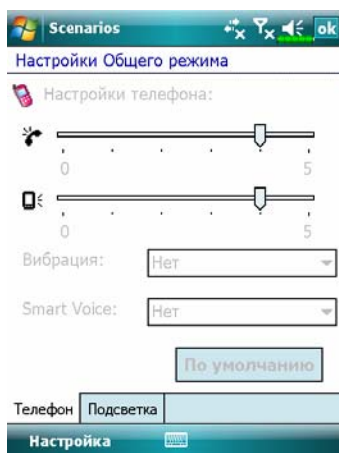 Scenarios ok
Настройки Общего режима
Настройки телефона:
0 5
0 5
Вибрация: Нет
Smart Voice: Нет
По умолчанию
Телефон Подсветка
Настройка